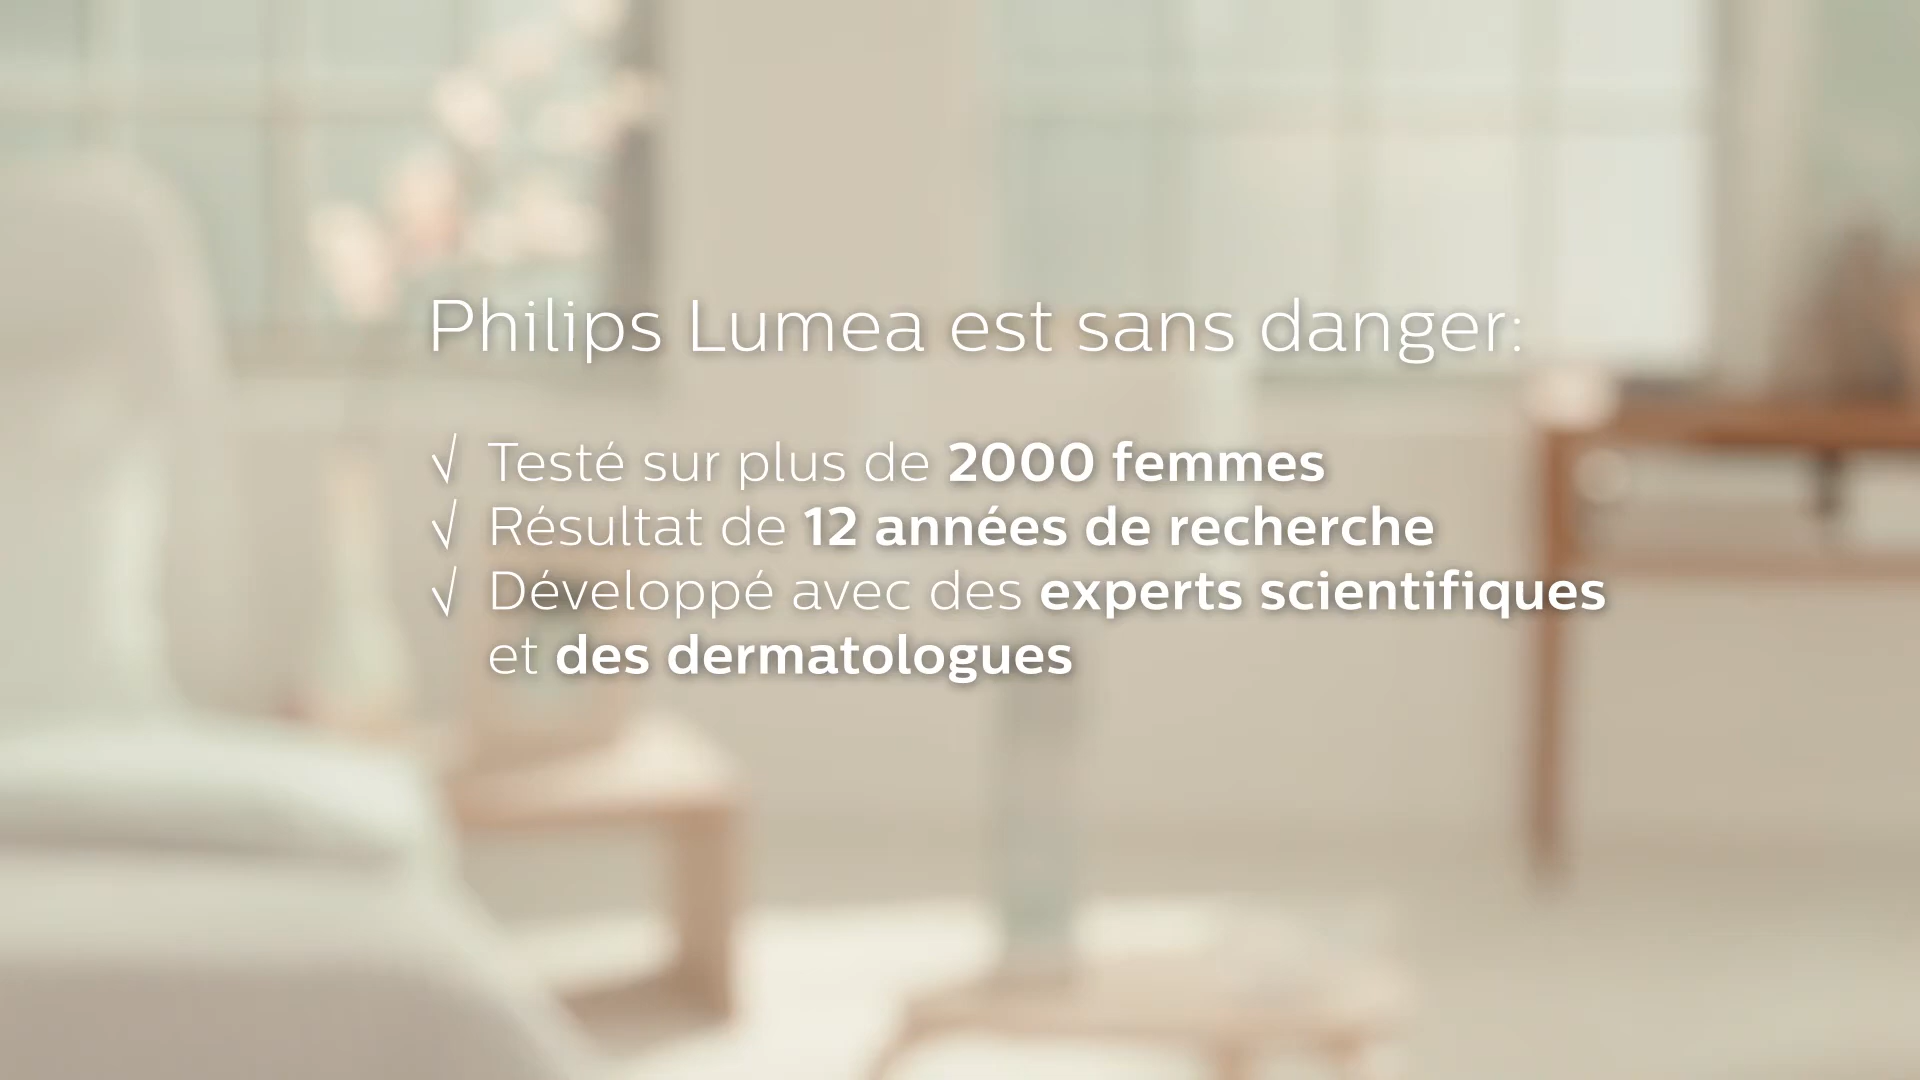 Philips Lumea est sans danger:
√ Testé sur plus de 2000 femmes
√ Résultat de 12 années de recherche
√ Développé avec des experts scientifiques
et des dermatologues